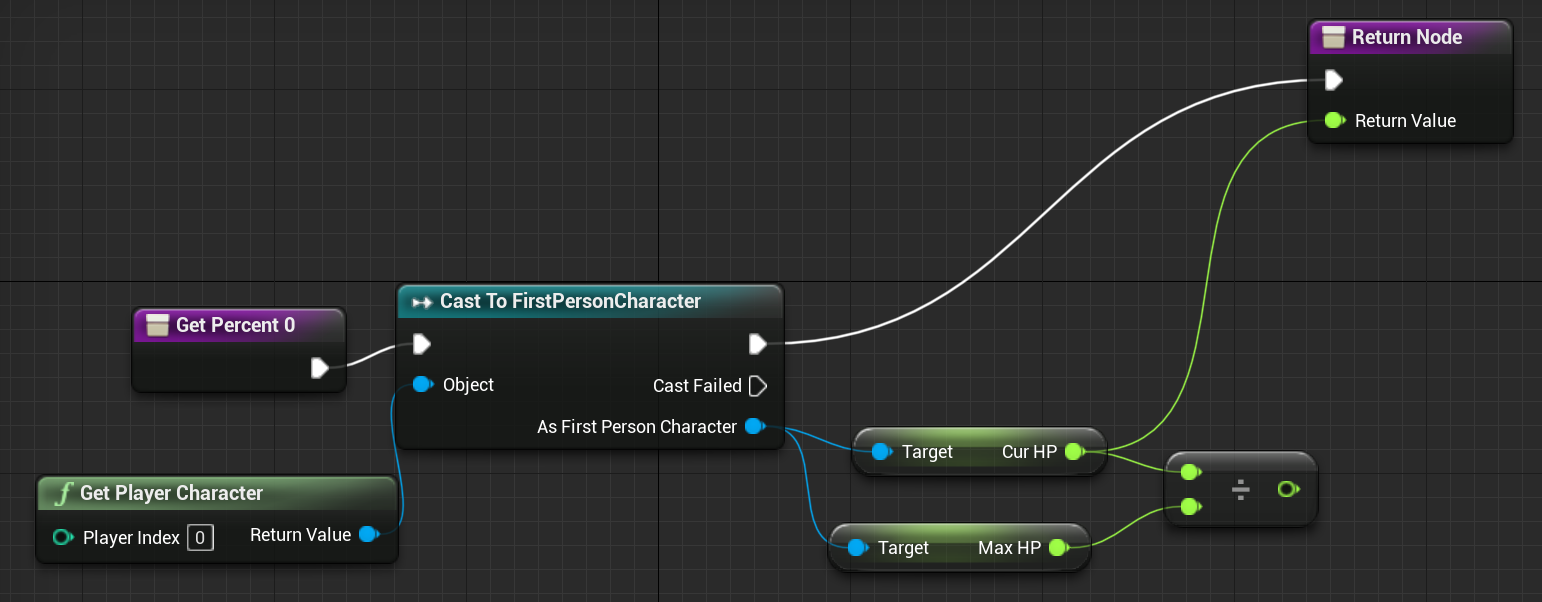 Return Node
Return Value
Get Percent 0
Cast To FirstPersonCharacter
Object
Cast Failed
As First Person Character
f Get Player Character
Player Index 0 Return Value
Target Cur HP
÷
Target Max HP